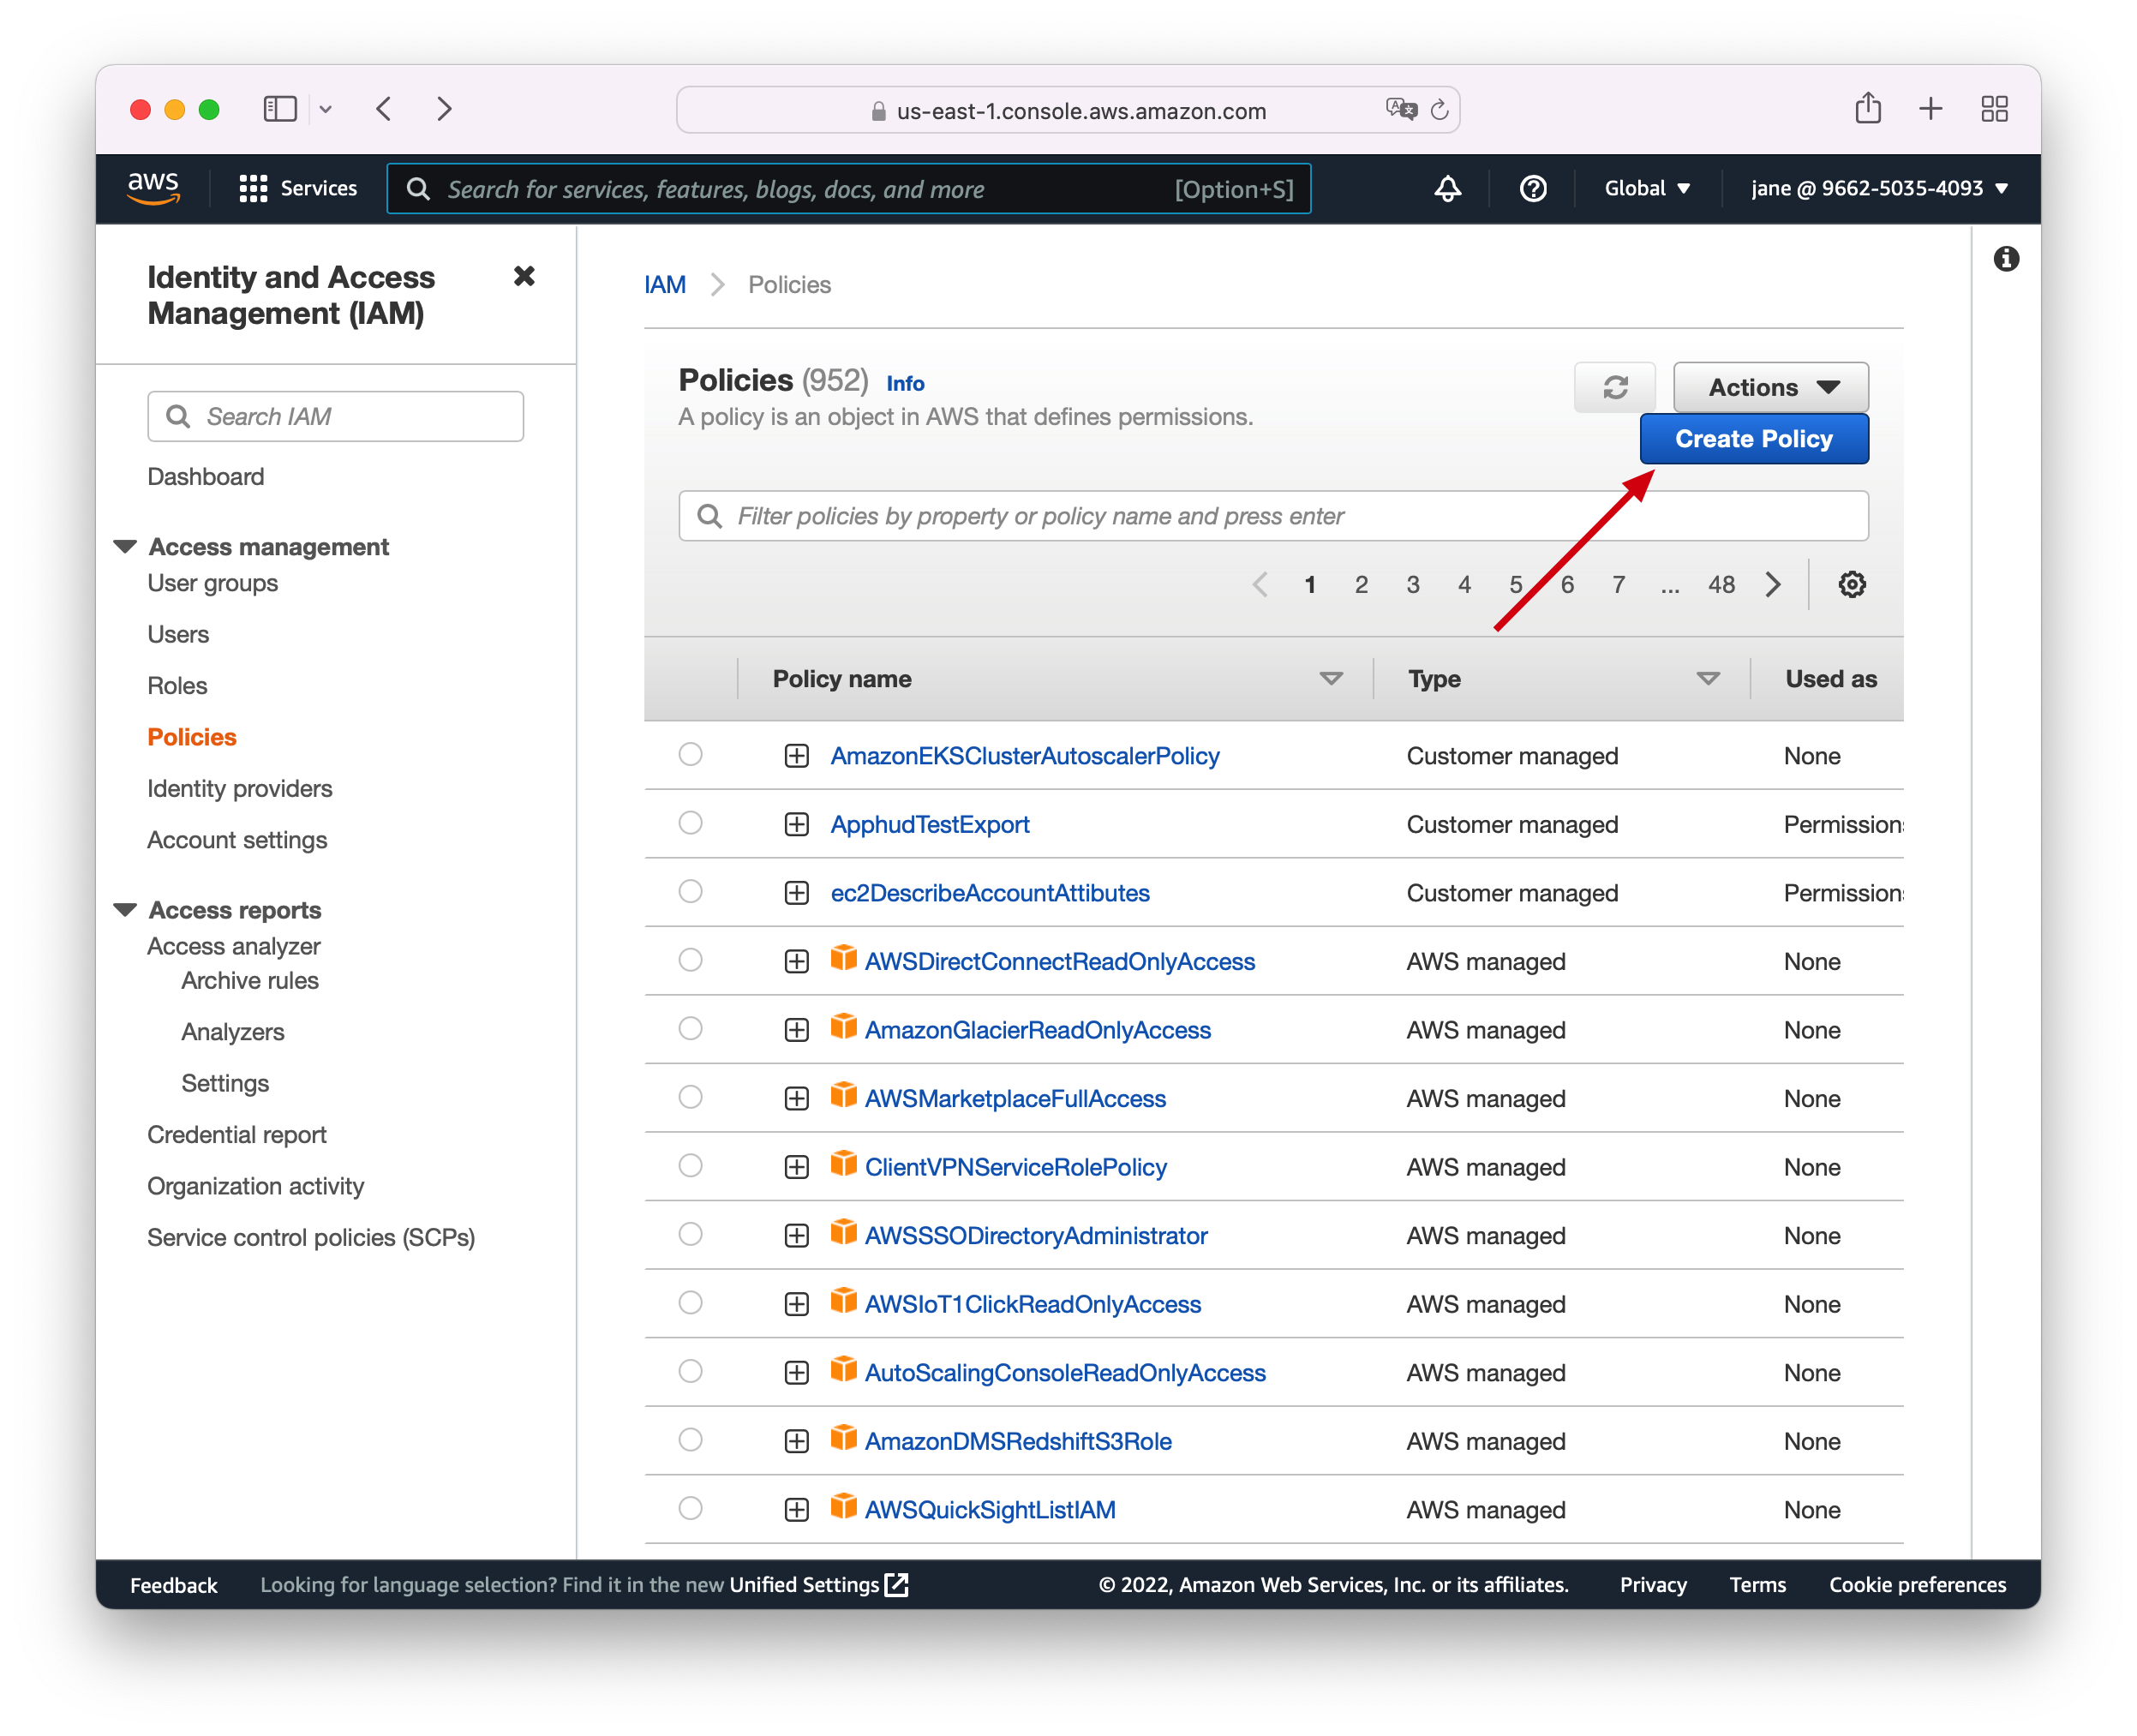 us-east-1.console.aws.amazon.com
aws
Services
Search for services, features, blogs, docs, and more
[Option+S]
Global
jane @ 9662-5035-4093
Identity and Access
Management (IAM)
Search IAM
Dashboard
Access management
User groups
Users
Roles
Policies
Identity providers
Account settings
Access reports
Access analyzer
Archive rules
Analyzers
Settings
Credential report
Organization activity
Service control policies (SCPs)
IAM
Policies
Policies (952) Info
A policy is an object in AWS that defines permissions.
Actions
Create Policy
Filter policies by property or policy name and press enter
1 2 3 4 5 6 7 ... 48
Policy name Type Used as
AmazonEKSClusterAutoscalerPolicy Customer managed None
ApphudTestExport Customer managed Permission
ec2DescribeAccountAttibutes Customer managed Permission
AWSDirectConnectReadOnlyAccess AWS managed None
AmazonGlacierReadOnlyAccess AWS managed None
AWSMarketplaceFullAccess AWS managed None
ClientVPNServiceRolePolicy AWS managed None
AWSSSODirectoryAdministrator AWS managed None
AWSIoT1ClickReadOnlyAccess AWS managed None
AutoScalingConsoleReadOnlyAccess AWS managed None
AmazonDMSRedshiftS3Role AWS managed None
AWSQuickSightListIAM AWS managed None
Feedback
Looking for language selection? Find it in the new Unified Settings
© 2022, Amazon Web Services, Inc. or its affiliates.
Privacy
Terms
Cookie preferences